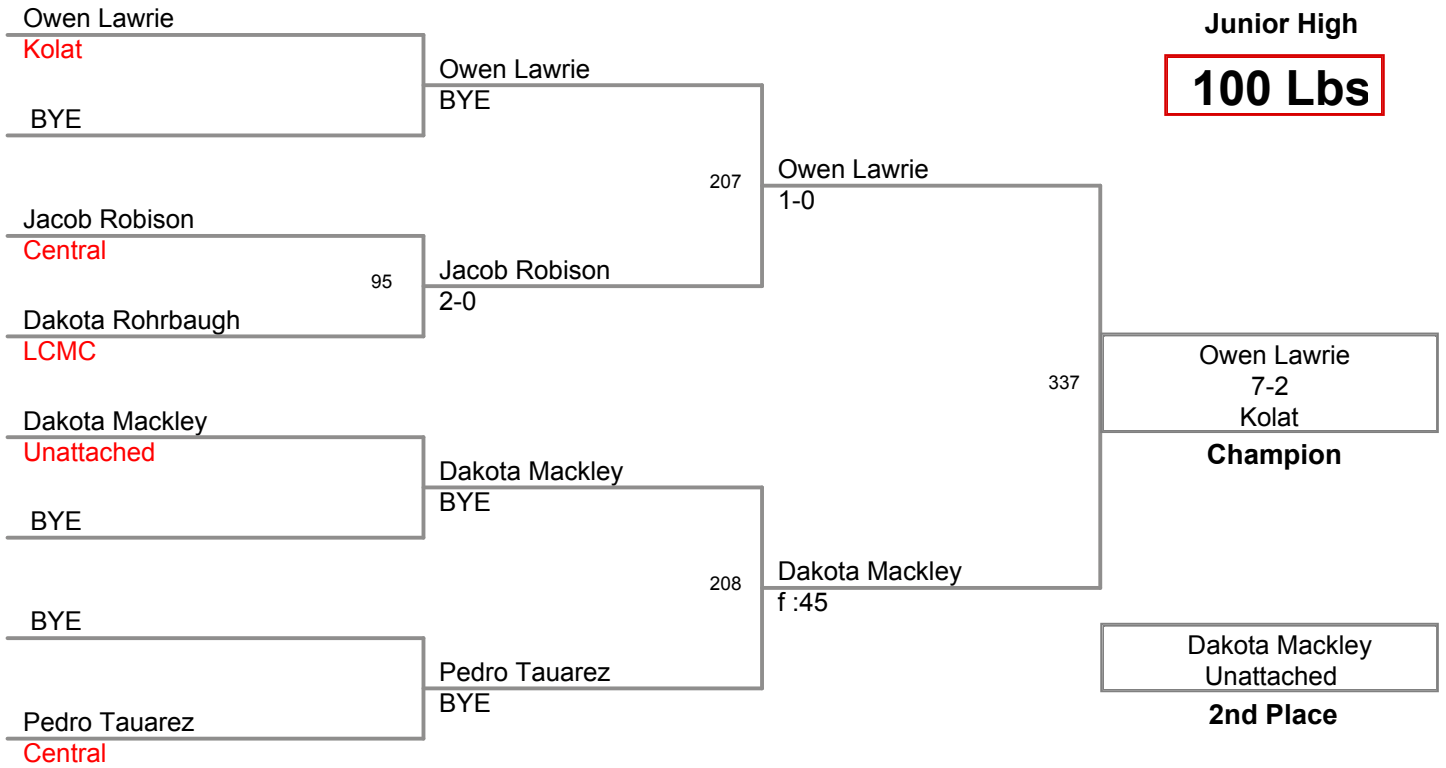 Owen Lawrie
Kolat
BYE
Jacob Robison
Central
Dakota Rohrbaugh
LCMC
Dakota Mackley
Unattached
BYE
BYE
Pedro Tauarez
Central
95
Owen Lawrie
BYE
Jacob Robison
2-0
Dakota Mackley
BYE
Pedro Tauarez
BYE
207
208
Owen Lawrie
1-0
Dakota Mackley
f :45
337
Junior High
100 Lbs
Owen Lawrie
7-2
Kolat
Champion
Dakota Mackley
Unattached
2nd Place